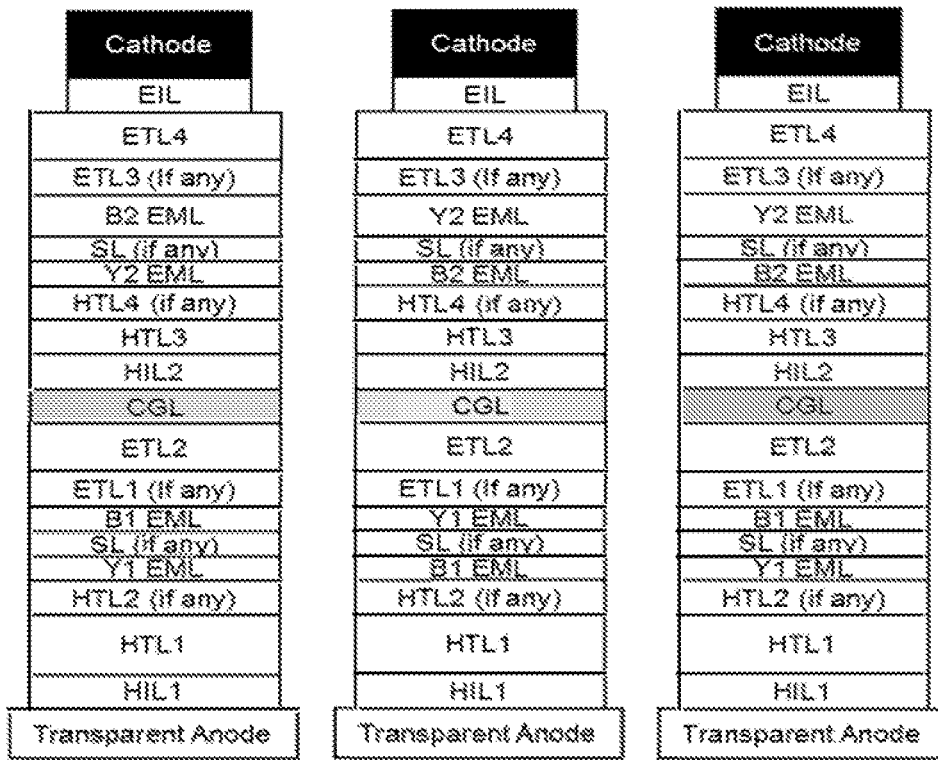 Cathode
EIL
ETL4
ETL3 (if any)
B2 EML
SL (if any)
Y2 EML
HTL4 (if any)
HTL3
HIL2
CGL
ETL2
ETL1 (if any)
B1 EML
SL (if any)
Y1 EML
HTL2 (if any)
HTL1
HIL1
Transparent Anode
Cathode
EIL
ETL4
ETL3 (if any)
Y2 EML
SL (if any)
B2 EML
HTL4 (if any)
HTL3
HIL2
CGL
ETL2
ETL1 (if any)
Y1 EML
SL (if any)
B1 EML
HTL2 (if any)
HTL1
HIL1
Transparent Anode
Cathode
EIL
ETL4
ETL3 (if any)
Y2 EML
SL (if any)
B2 EML
HTL4 (if any)
HTL3
HIL2
CGL
ETL2
ETL1 (if any)
B1 EML
SL (if any)
Y1 EML
HTL2 (if any)
HTL1
HIL1
Transparent Anode